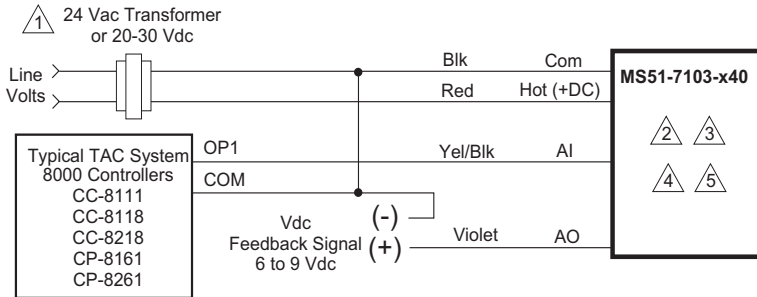 1
24 Vac Transformer
or 20-30 Vdc
Line
Volts
Blk
Com
Red
Hot (+DC)
MS51-7103-x40
2
3
4
5
Typical TAC System
8000 Controllers
CC-8111
CC-8118
CC-8218
CP-8161
CP-8261
OP1
COM
Yel/Blk
AI
Vdc
Feedback Signal
6 to 9 Vdc
(-)
(+)
Violet
AO